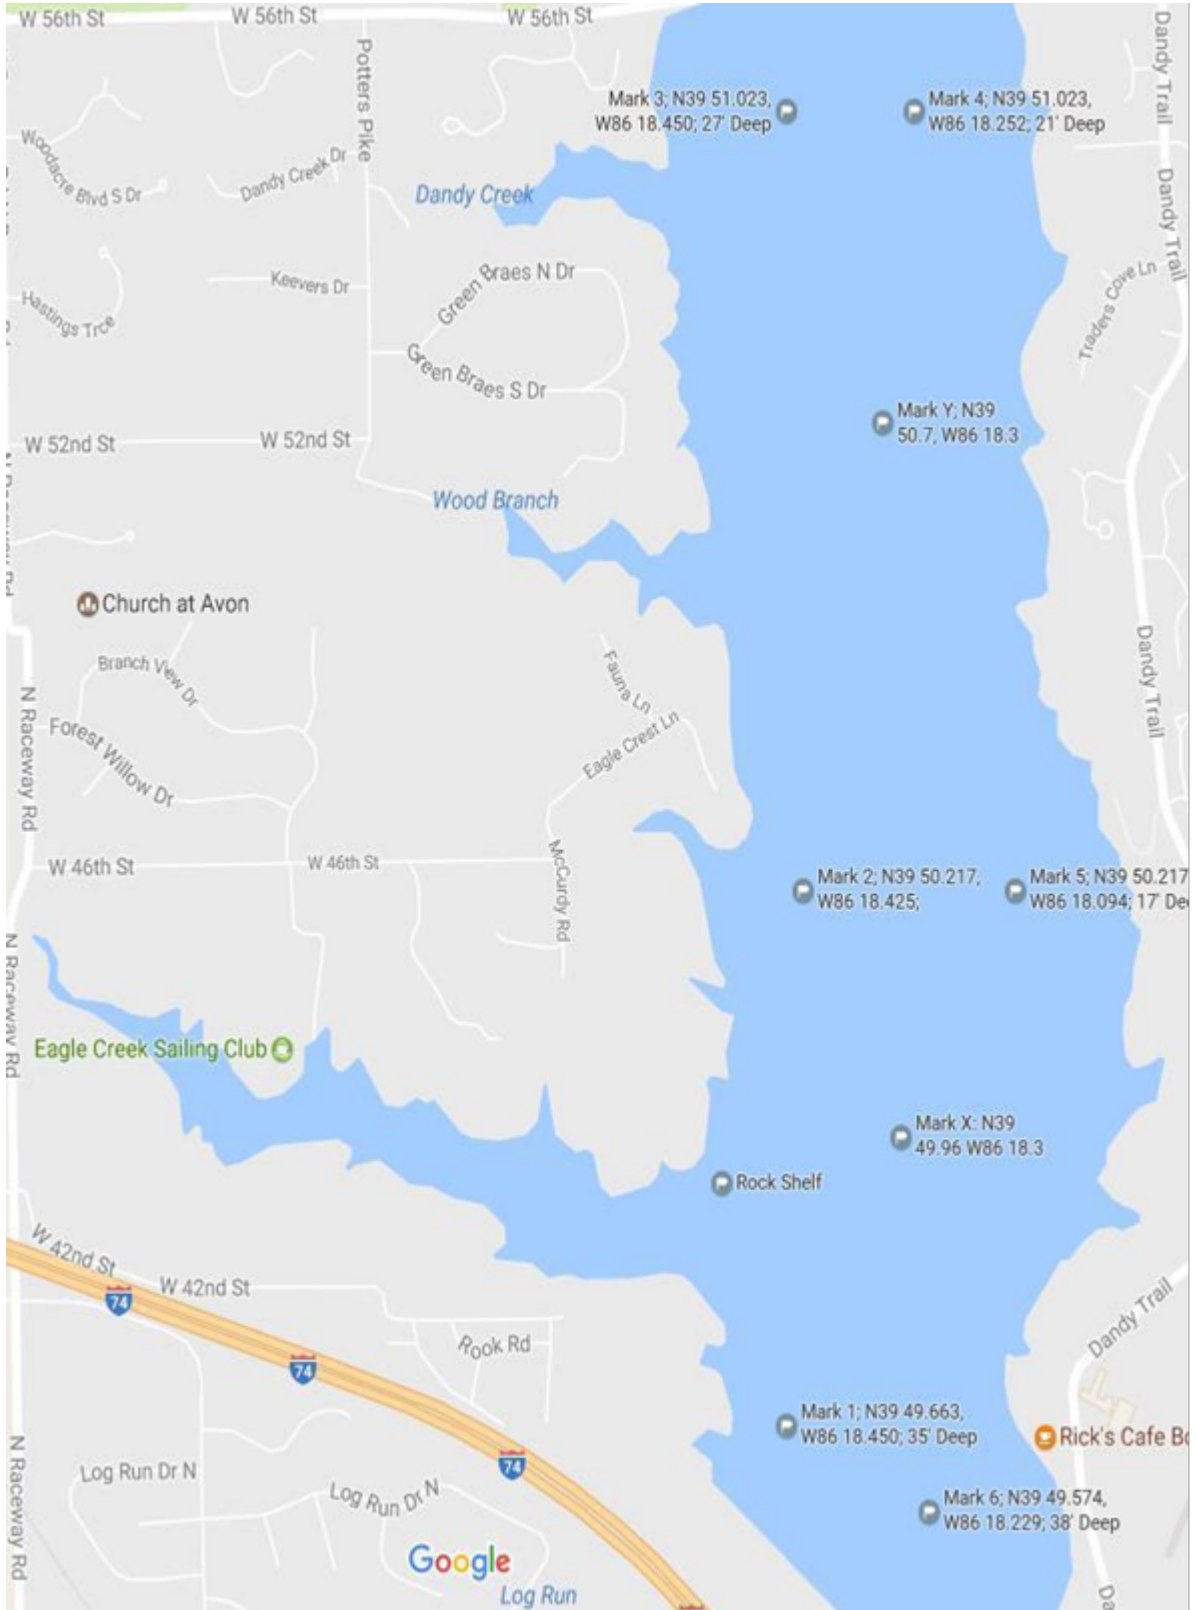 W 56th St
W 56th St
W 56th St
Potters Pike
Dandy Trail
Mark 3; N39 51.023,
W86 18.450; 27' Deep
Mark 4; N39 51.023,
W86 18.252; 21' Deep
Woodacre Blvd S Dr
Dandy Creek Dr
Dandy Creek
Dandy Trail
Keevers Dr
Green Braes N Dr
Hastings Trce
Traders Cove Ln
Green Braes S Dr
Mark Y; N39
50.7, W86 18.3
W 52nd St
W 52nd St
Wood Branch
Church at Avon
Branch View Dr
Fauna Ln
Dandy Trail
N Raceway Rd
Forest Willow Dr
Eagle Crest Ln
W 46th St
W 46th St
McCurdy Rd
Mark 2; N39 50.217,
W86 18.425;
Mark 5; N39 50.217
W86 18.094; 17' De
N Raceway Rd
Eagle Creek Sailing Club
Mark X: N39
49.96 W86 18.3
Rock Shelf
W 42nd St
W 42nd St
74
Dandy Trail
Rook Rd
74
Mark 1; N39 49.663,
W86 18.450; 35' Deep
Rick's Cafe Bo
N Raceway Rd
Log Run Dr N
74
Log Run Dr N
Mark 6; N39 49.574,
W86 18.229; 38' Deep
Google
Log Run
Da